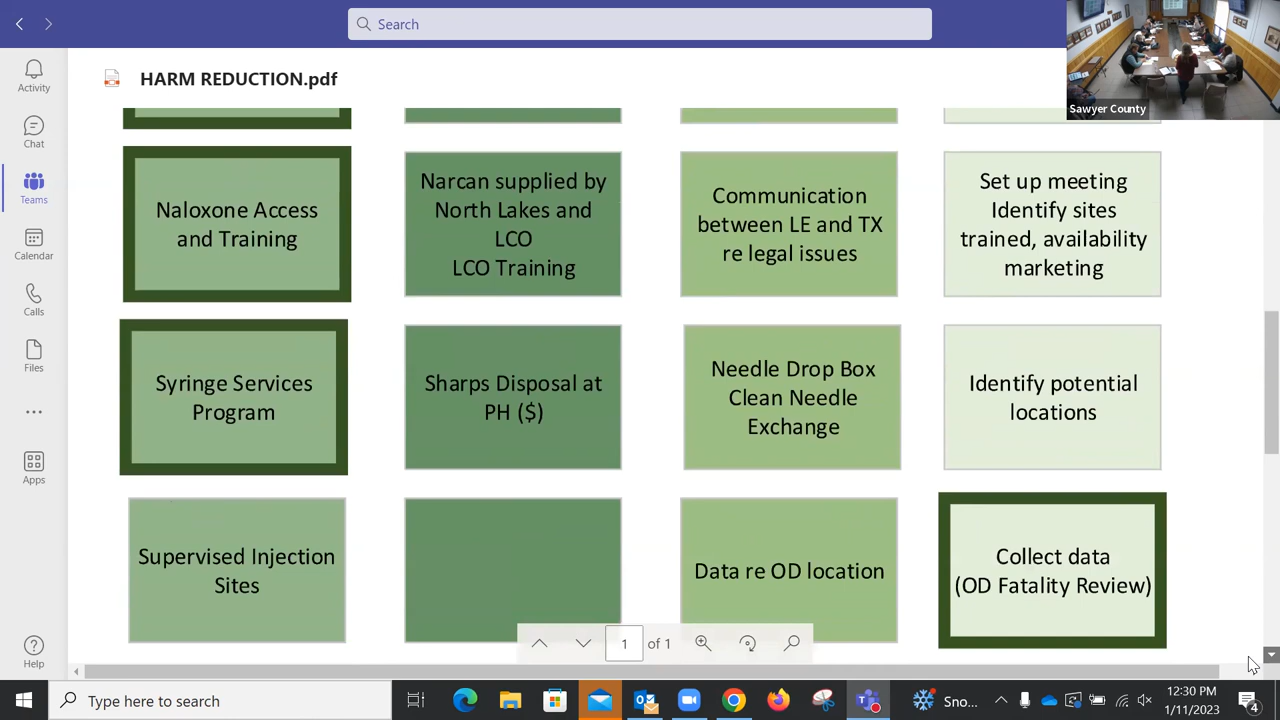 Search
Activity
Chat
Teams
Calendar
Calls
Files
Apps
Help
HARM REDUCTION.pdf
Sawyer County
Naloxone Access
and Training
Narcan supplied by
North Lakes and
LCO
LCO Training
Communication
between LE and TX
re legal issues
Set up meeting
Identify sites
trained, availability
marketing
Syringe Services
Program
Sharps Disposal at
PH ($)
Needle Drop Box
Clean Needle
Exchange
Identify potential
locations
Supervised Injection
Sites
Data re OD location
Collect data
(OD Fatality Review)
1 of 1
Type here to search
Sno...
12:30 PM
1/11/2023
4